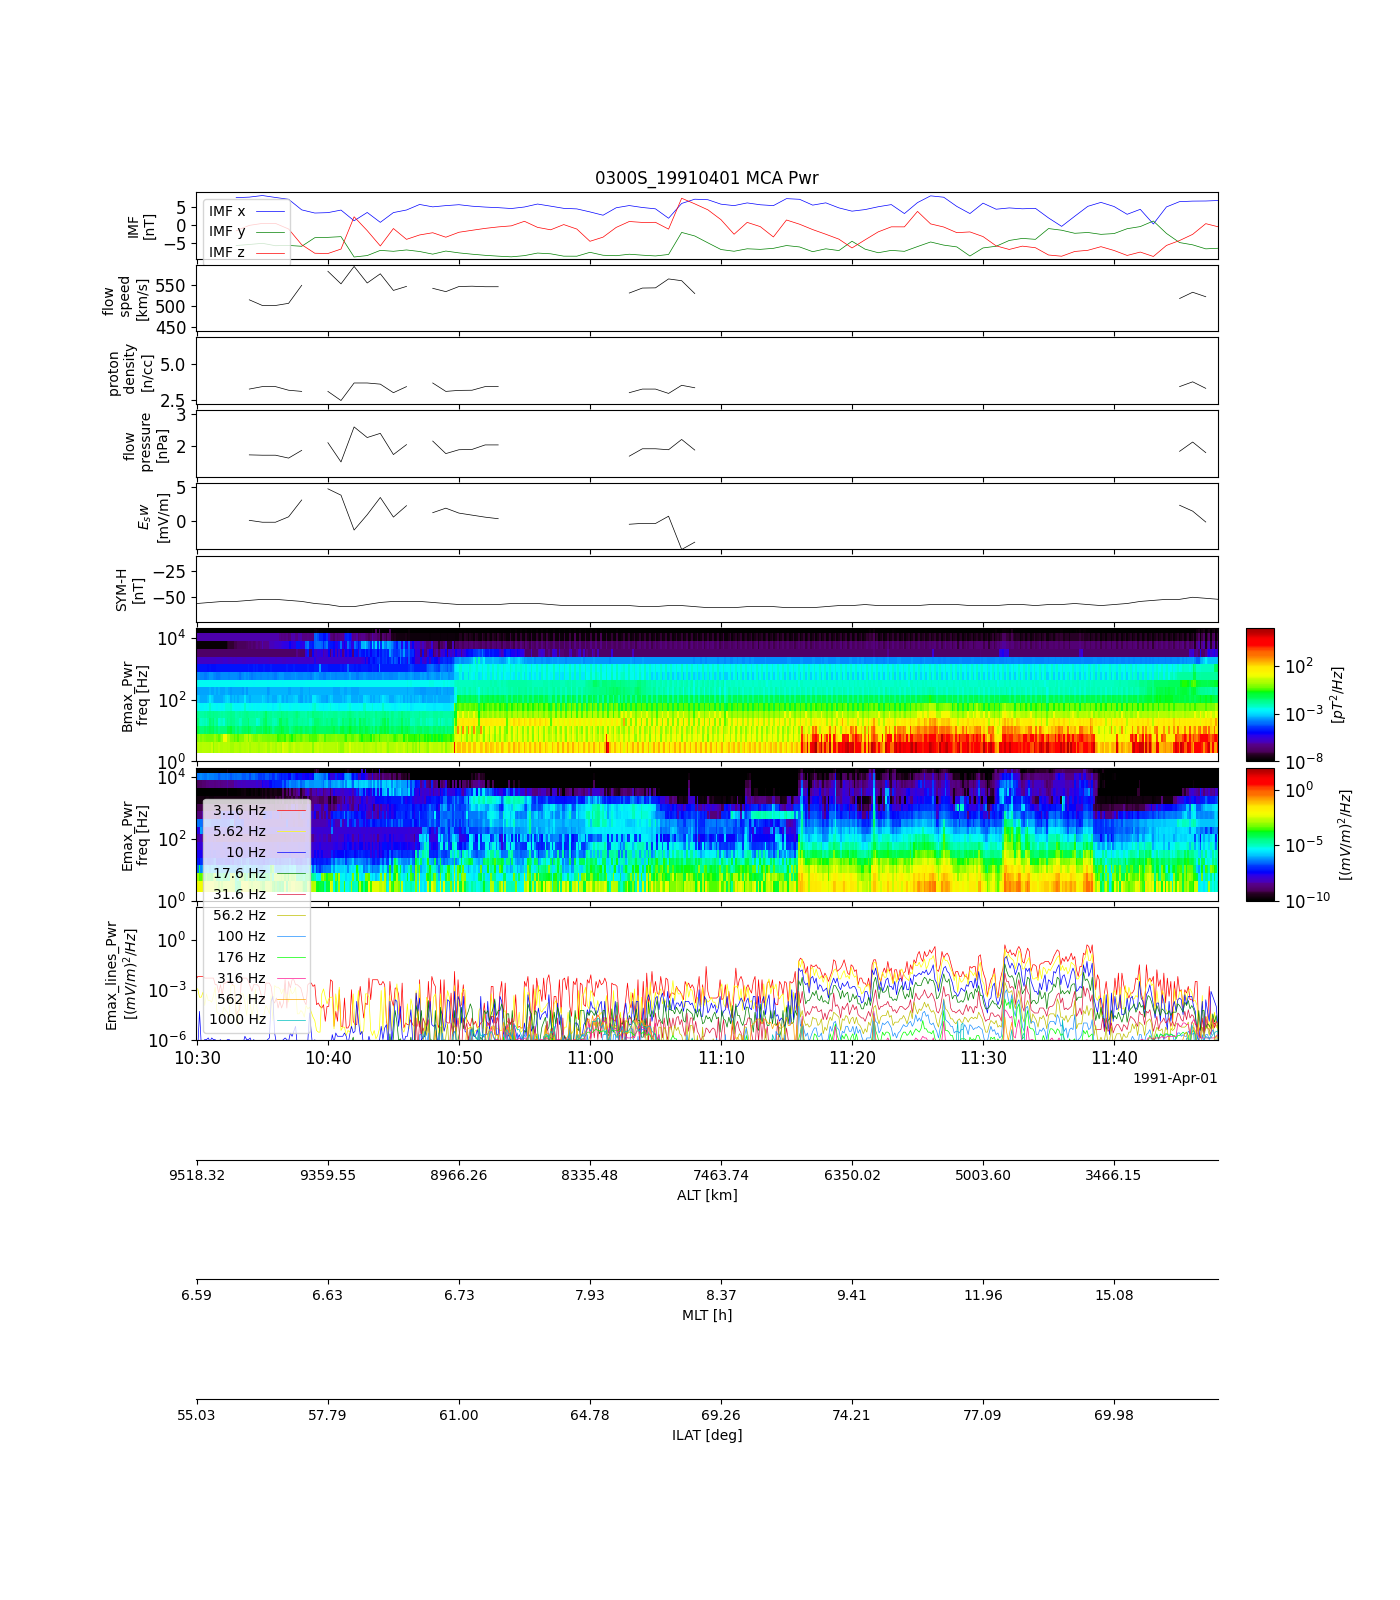 0300S_19910401 MCA Pwr
IMF
[nT]
5
0
−5
IMF x
IMF y
IMF z
flow
speed
[km/s]
550
500
450
proton
density
[n/cc]
5.0
2.5
flow
pressure
[nPa]
3
2
E_sw
[mV/m]
5
0
SYM-H
[nT]
−25
−50
Bmax_Pwr
freq [Hz]
10^4
10^2
10^0
10^2
10^−3
10^−8
[pT^2/Hz]
Emax_Pwr
freq [Hz]
10^4
10^2
10^0
10^0
10^−5
10^−10
[(mV/m)^2/Hz]
3.16 Hz
5.62 Hz
10 Hz
17.6 Hz
31.6 Hz
56.2 Hz
100 Hz
176 Hz
316 Hz
562 Hz
1000 Hz
Emax_lines_Pwr
[(mV/m)^2/Hz]
10^0
10^−3
10^−6
10:30 10:40 10:50 11:00 11:10 11:20 11:30 11:40
1991-Apr-01
9518.32 9359.55 8966.26 8335.48 7463.74 6350.02 5003.60 3466.15
ALT [km]
6.59 6.63 6.73 7.93 8.37 9.41 11.96 15.08
MLT [h]
55.03 57.79 61.00 64.78 69.26 74.21 77.09 69.98
ILAT [deg]